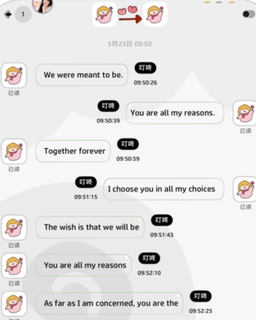 1
5月23日 09:50
We were meant to be.
叮咚
09:50:26
已读
叮咚
09:50:39
You are all my reasons.
已读
Together forever
叮咚
09:50:59
已读
叮咚
09:51:15
I choose you in all my choices
已读
The wish is that we will be
叮咚
09:51:43
已读
You are all my reasons
叮咚
09:52:10
已读
As far as I am concerned, you are the
叮咚
09:52:25
已读